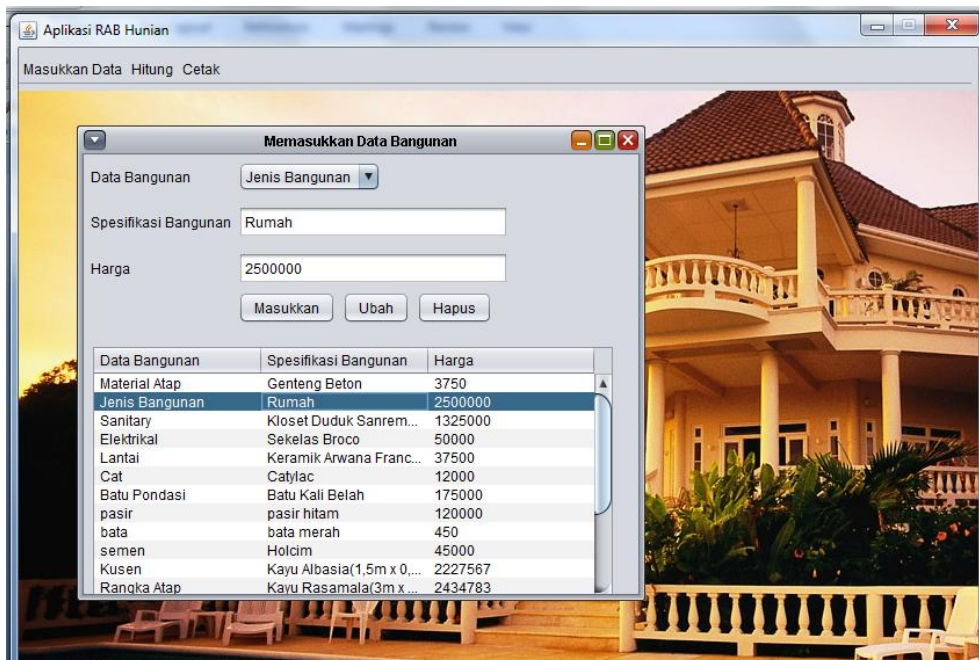 Aplikasi RAB Hunian
Masukkan Data Hitung Cetak
Memasukkan Data Bangunan
Data Bangunan Jenis Bangunan
Spesifikasi Bangunan Rumah
Harga 2500000
Masukkan Ubah Hapus
Data Bangunan Spesifikasi Bangunan Harga
Material Atap Genteng Beton 3750
Jenis Bangunan Rumah 2500000
Sanitary Kloset Duduk Sanrem... 1325000
Elektrikal Sekelas Broco 50000
Lantai Keramik Arwana Franc... 37500
Cat Catylac 12000
Batu Pondasi Batu Kali Belah 175000
pasir pasir hitam 120000
bata bata merah 450
semen Holcim 45000
Kusen Kayu Albasia(1,5m x 0,... 2227567
Rangka Atap Kayu Rasamala(3m x ... 2434783